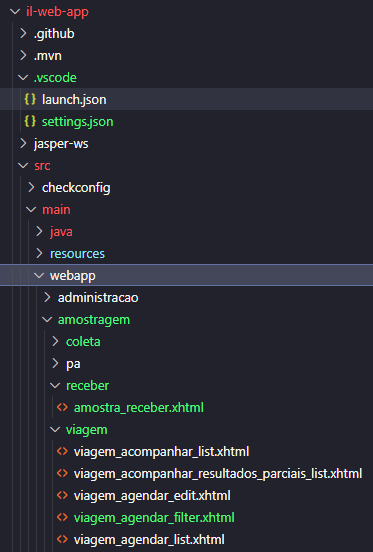 il-web-app
.github
.mvn
.vscode
{} launch.json
{} settings.json
jasper-ws
src
checkconfig
main
java
resources
webapp
administracao
amostragem
coleta
pa
receber
<> amostra_receber.xhtml
viagem
<> viagem_acompanhar_list.xhtml
<> viagem_acompanhar_resultados_parciais_list.xhtml
<> viagem_agendar_edit.xhtml
<> viagem_agendar_filter.xhtml
<> viagem_agendar_list.xhtml